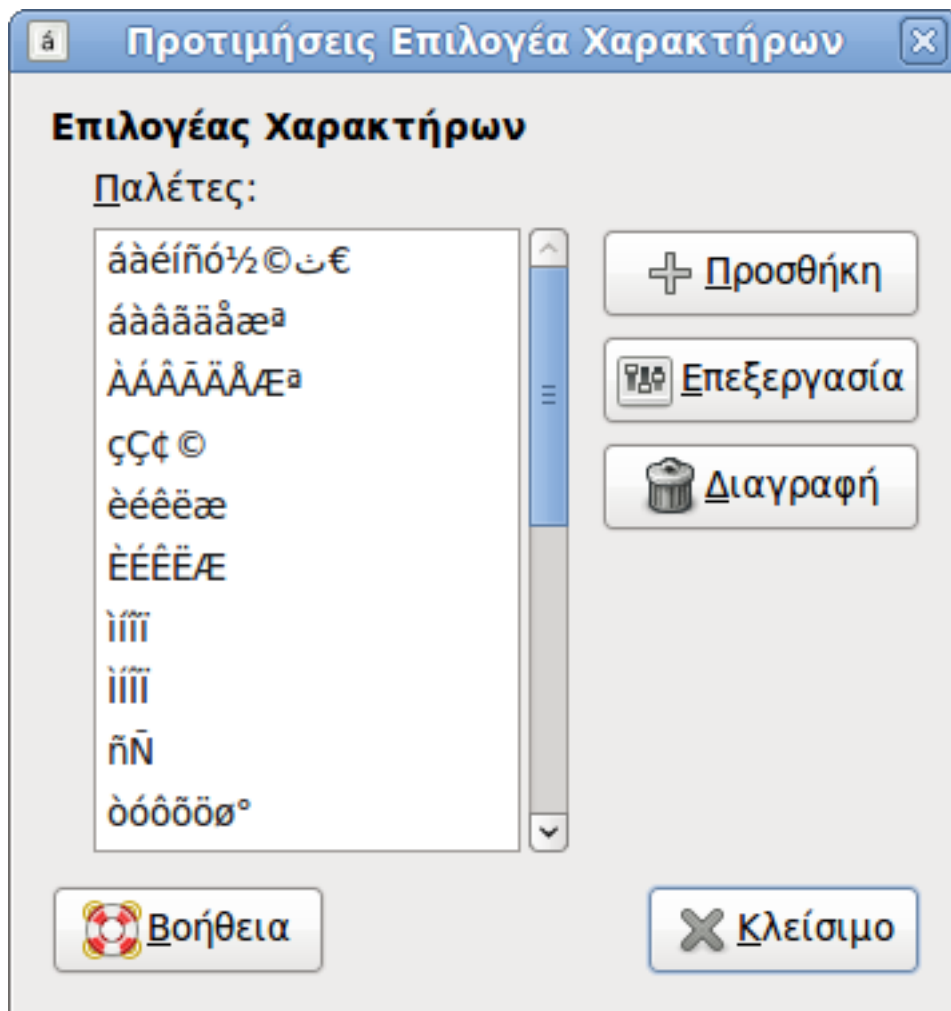 á Προτιμήσεις Επιλογέα Χαρακτήρων
Επιλογέας Χαρακτήρων
Παλέτες:
áàéíñó½©ث€
áàâãäåæª
ÀÁÂÃÄÅÆª
çÇ¢©
èéêëæ
ÈÉÊËÆ
ìíîï
ìíîï
ñÑ
òóôõöø°
Προσθήκη
Επεξεργασία
Διαγραφή
Βοήθεια
Κλείσιμο